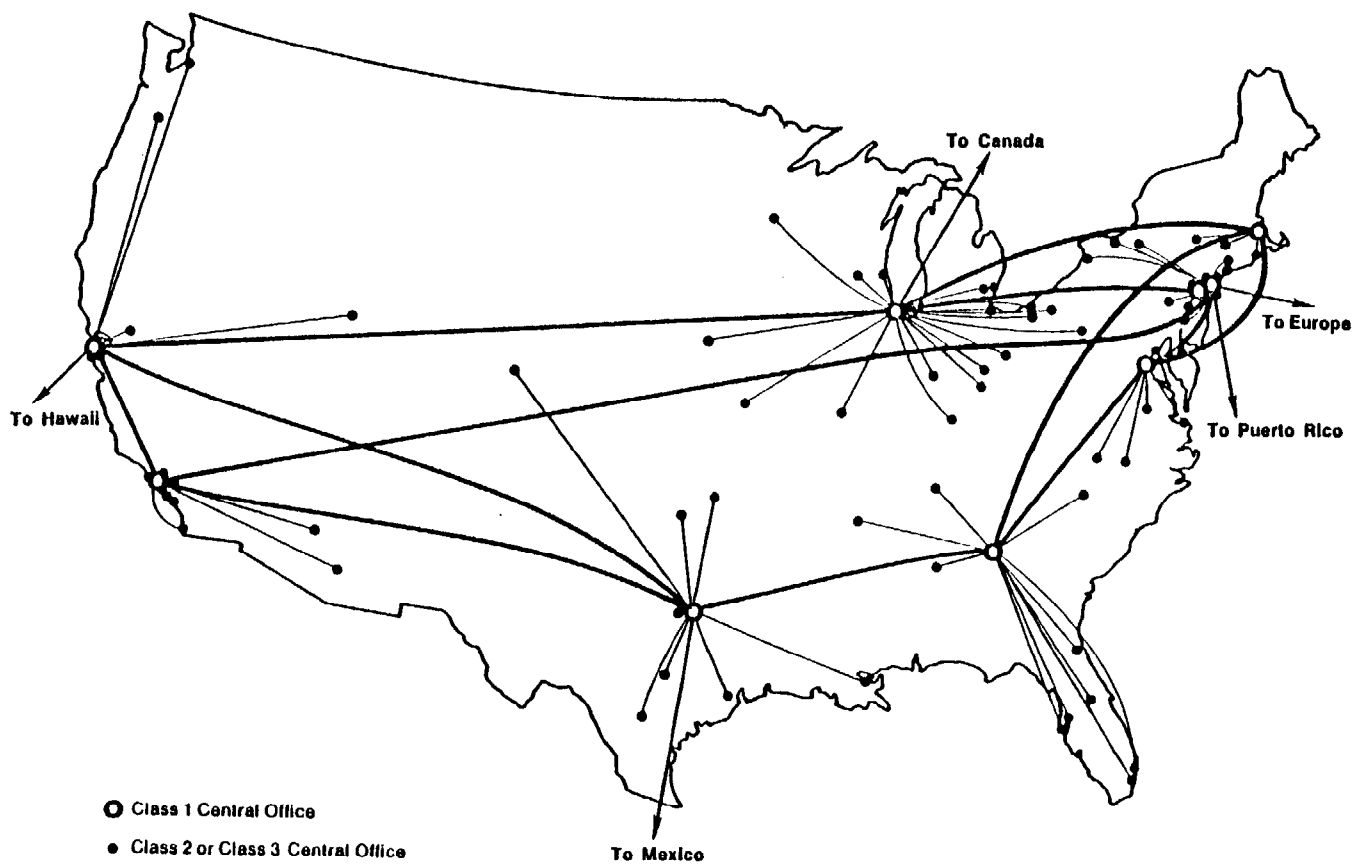 To Canada
To Europe
To Hawaii
To Puerto Rico
Class 1 Central Office
Class 2 or Class 3 Central Office
To Mexico